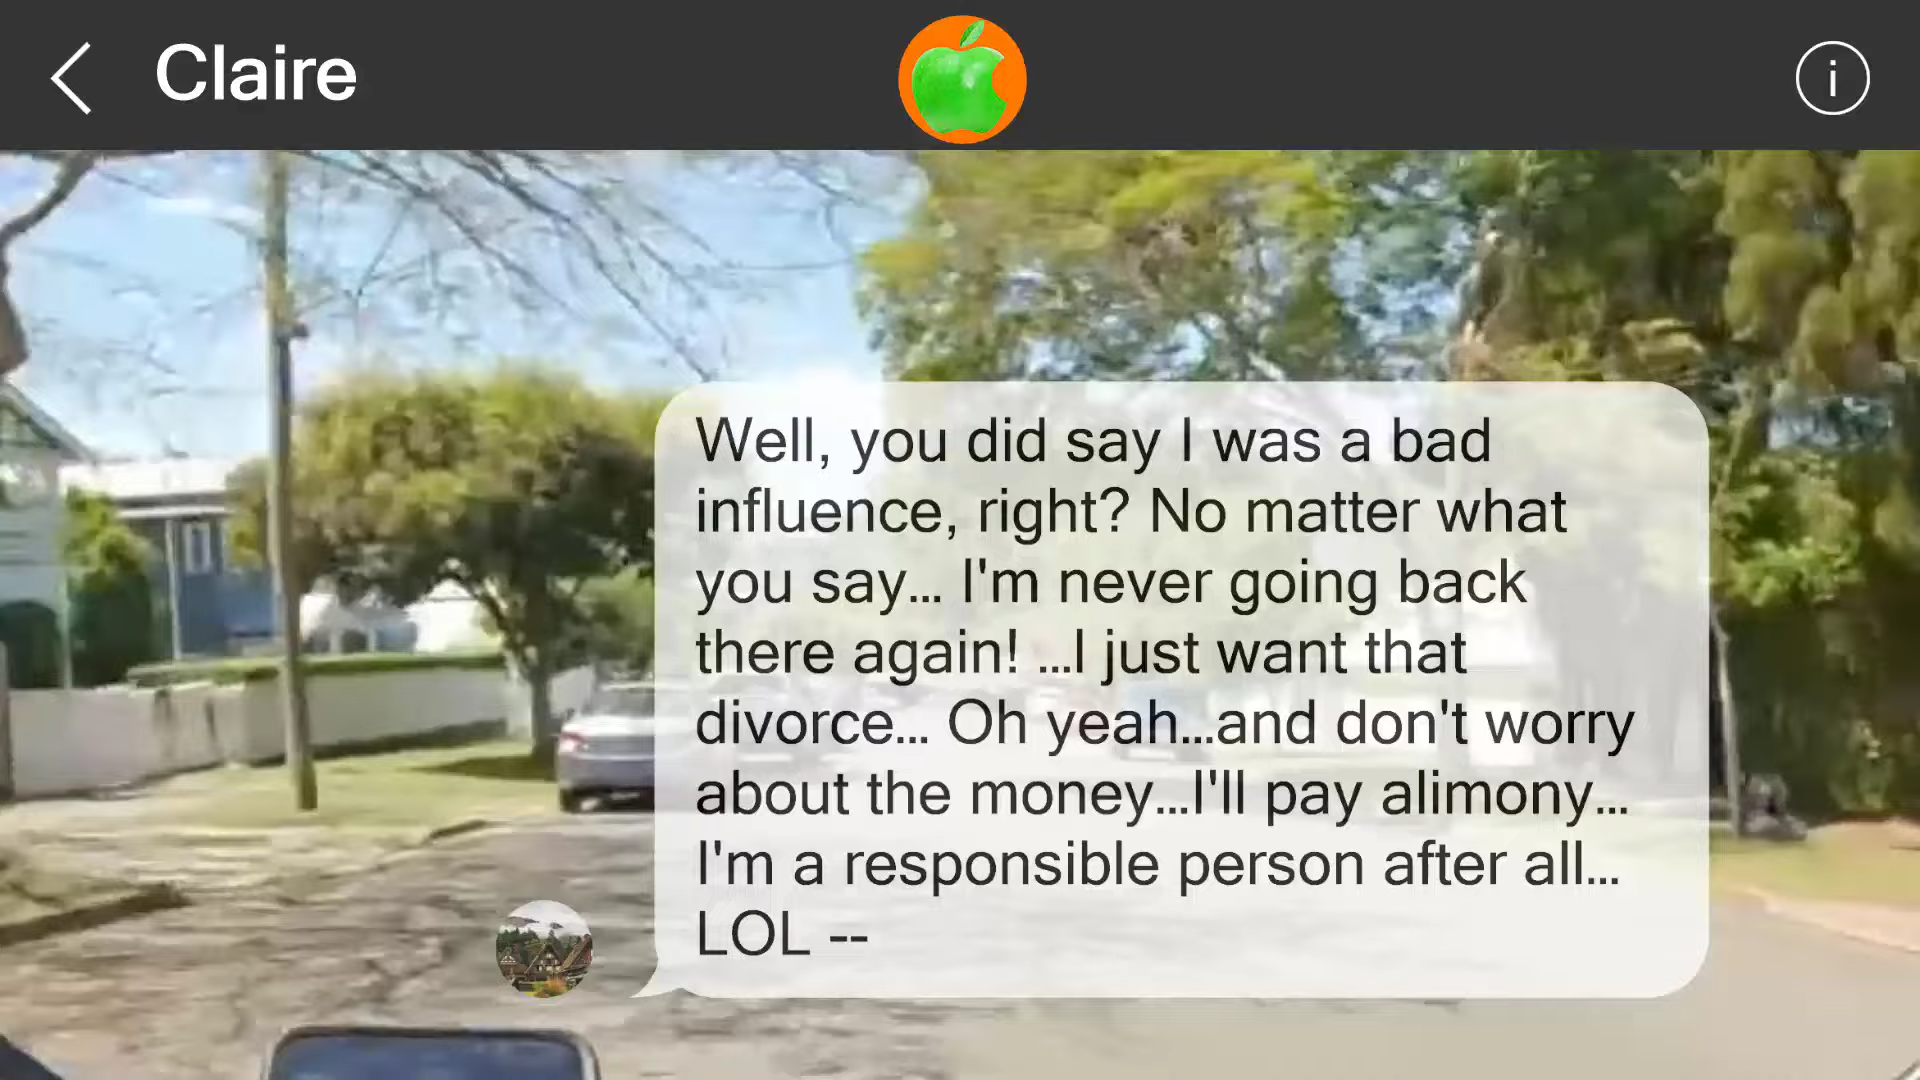 Claire
i
Well, you did say I was a bad
influence, right? No matter what
you say... I'm never going back
there again! ...I just want that
divorce... Oh yeah...and don't worry
about the money...I'll pay alimony...
I'm a responsible person after all...
LOL --